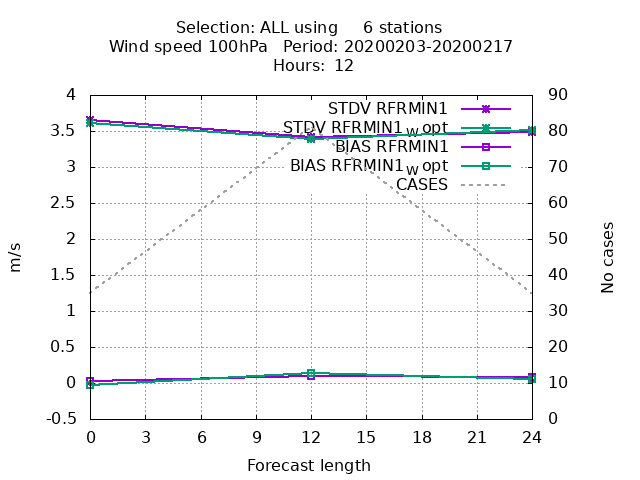 Selection: ALL using 6 stations
Wind speed 100hPa Period: 20200203-20200217
Hours: 12
STDV RFRMIN1
STDV RFRMIN1_W opt
BIAS RFRMIN1
BIAS RFRMIN1_W opt
CASES
4
3.5
3
2.5
2
1.5
1
0.5
0
-0.5
m/s
90
80
70
60
50
40
30
20
10
0
No cases
0 3 6 9 12 15 18 21 24
Forecast length